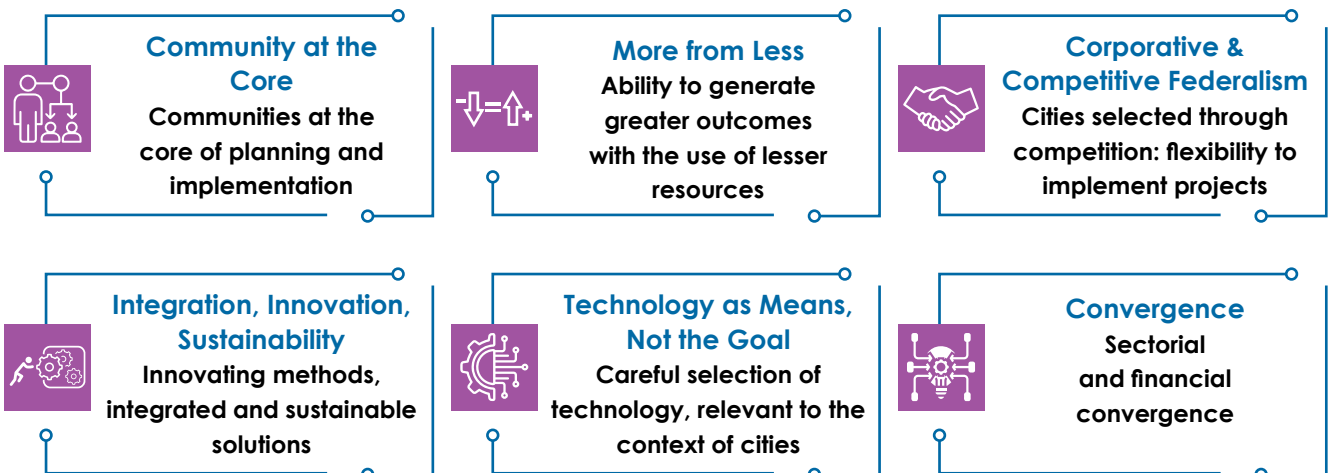 Community at the
Core
Communities at the
core of planning and
implementation
More from Less
Ability to generate
greater outcomes
with the use of lesser
resources
Corporative &
Competitive Federalism
Cities selected through
competition: flexibility to
implement projects
Integration, Innovation,
Sustainability
Innovating methods,
integrated and sustainable
solutions
Technology as Means,
Not the Goal
Careful selection of
technology, relevant to the
context of cities
Convergence
Sectorial
and financial
convergence